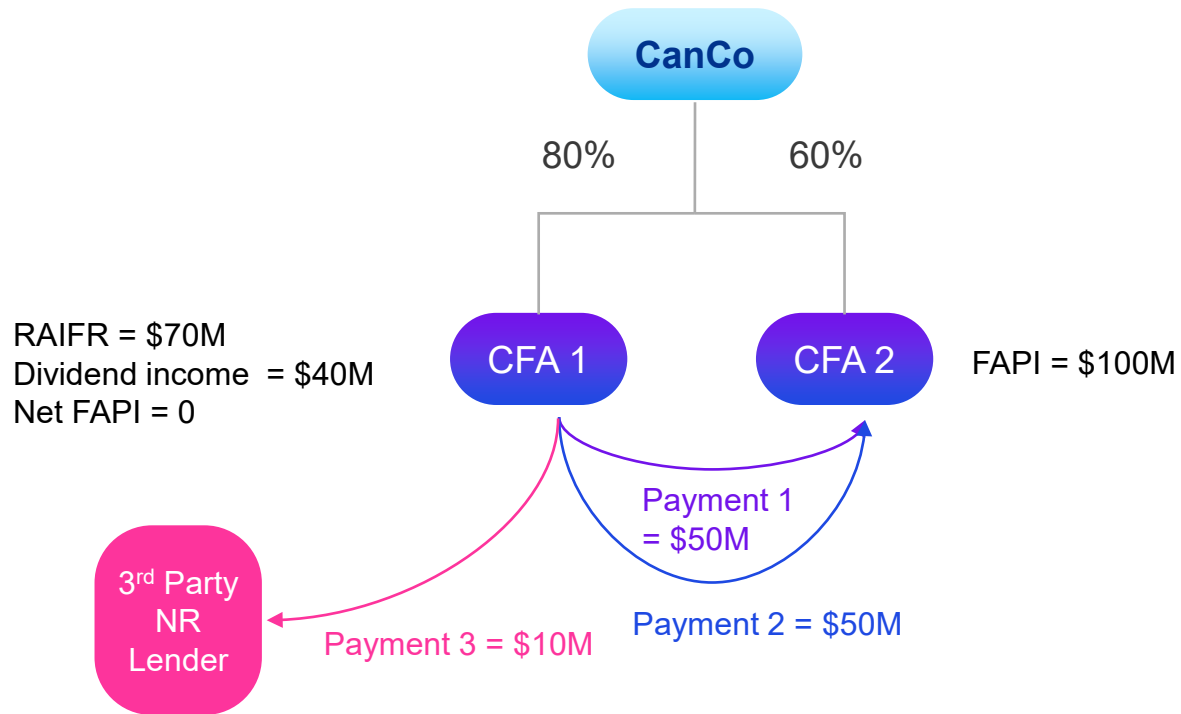 CanCo
80%
60%
RAIFR = $70M
Dividend income  = $40M
Net FAPI = 0
CFA 1
CFA 2
FAPI = $100M
Payment 1
= $50M
Payment 2 = $50M
3rd Party
NR
Lender
Payment 3 = $10M